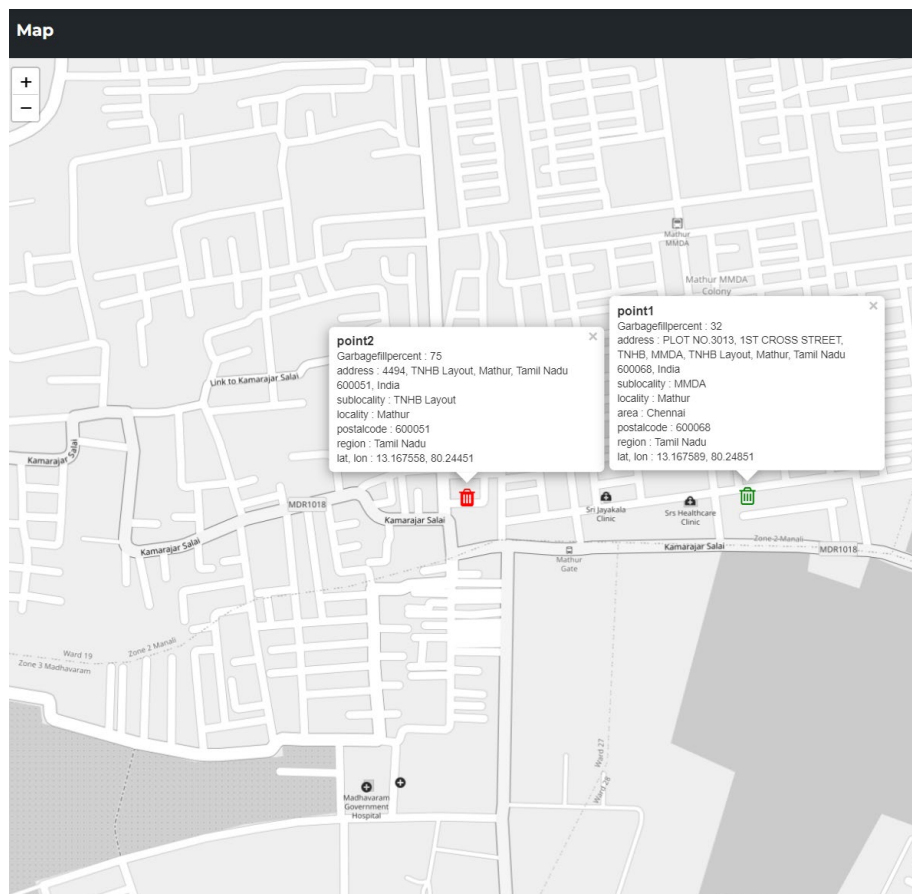 Map
+
−
Mathur
MMDA
Mathur MMDA
Colony
point2
×
Garbagefillpercent : 75
address : 4494, TNHB Layout, Mathur, Tamil Nadu
600051, India
sublocality : TNHB Layout
locality : Mathur
postalcode : 600051
region : Tamil Nadu
lat, lon : 13.167558, 80.24451
point1
×
Garbagefillpercent : 32
address : PLOT NO.3013, 1ST CROSS STREET,
TNHB, MMDA, TNHB Layout, Mathur, Tamil Nadu
600068, India
sublocality : MMDA
locality : Mathur
area : Chennai
postalcode : 600068
region : Tamil Nadu
lat, lon : 13.167589, 80.24851
Link to Kamarajar Salai
Kamarajar Salai
MDR1018
Kamarajar Salai
Kamarajar Salai
Sri Jayakala
Clinic
Srs Healthcare
Clinic
Zone 2 Manali
Kamarajar Salai
MDR1018
Mathur
Gate
Ward 19
Zone 2 Manali
Zone 3 Madhavaram
Ward 27
Ward 28
Madhavaram
Government
Hospital